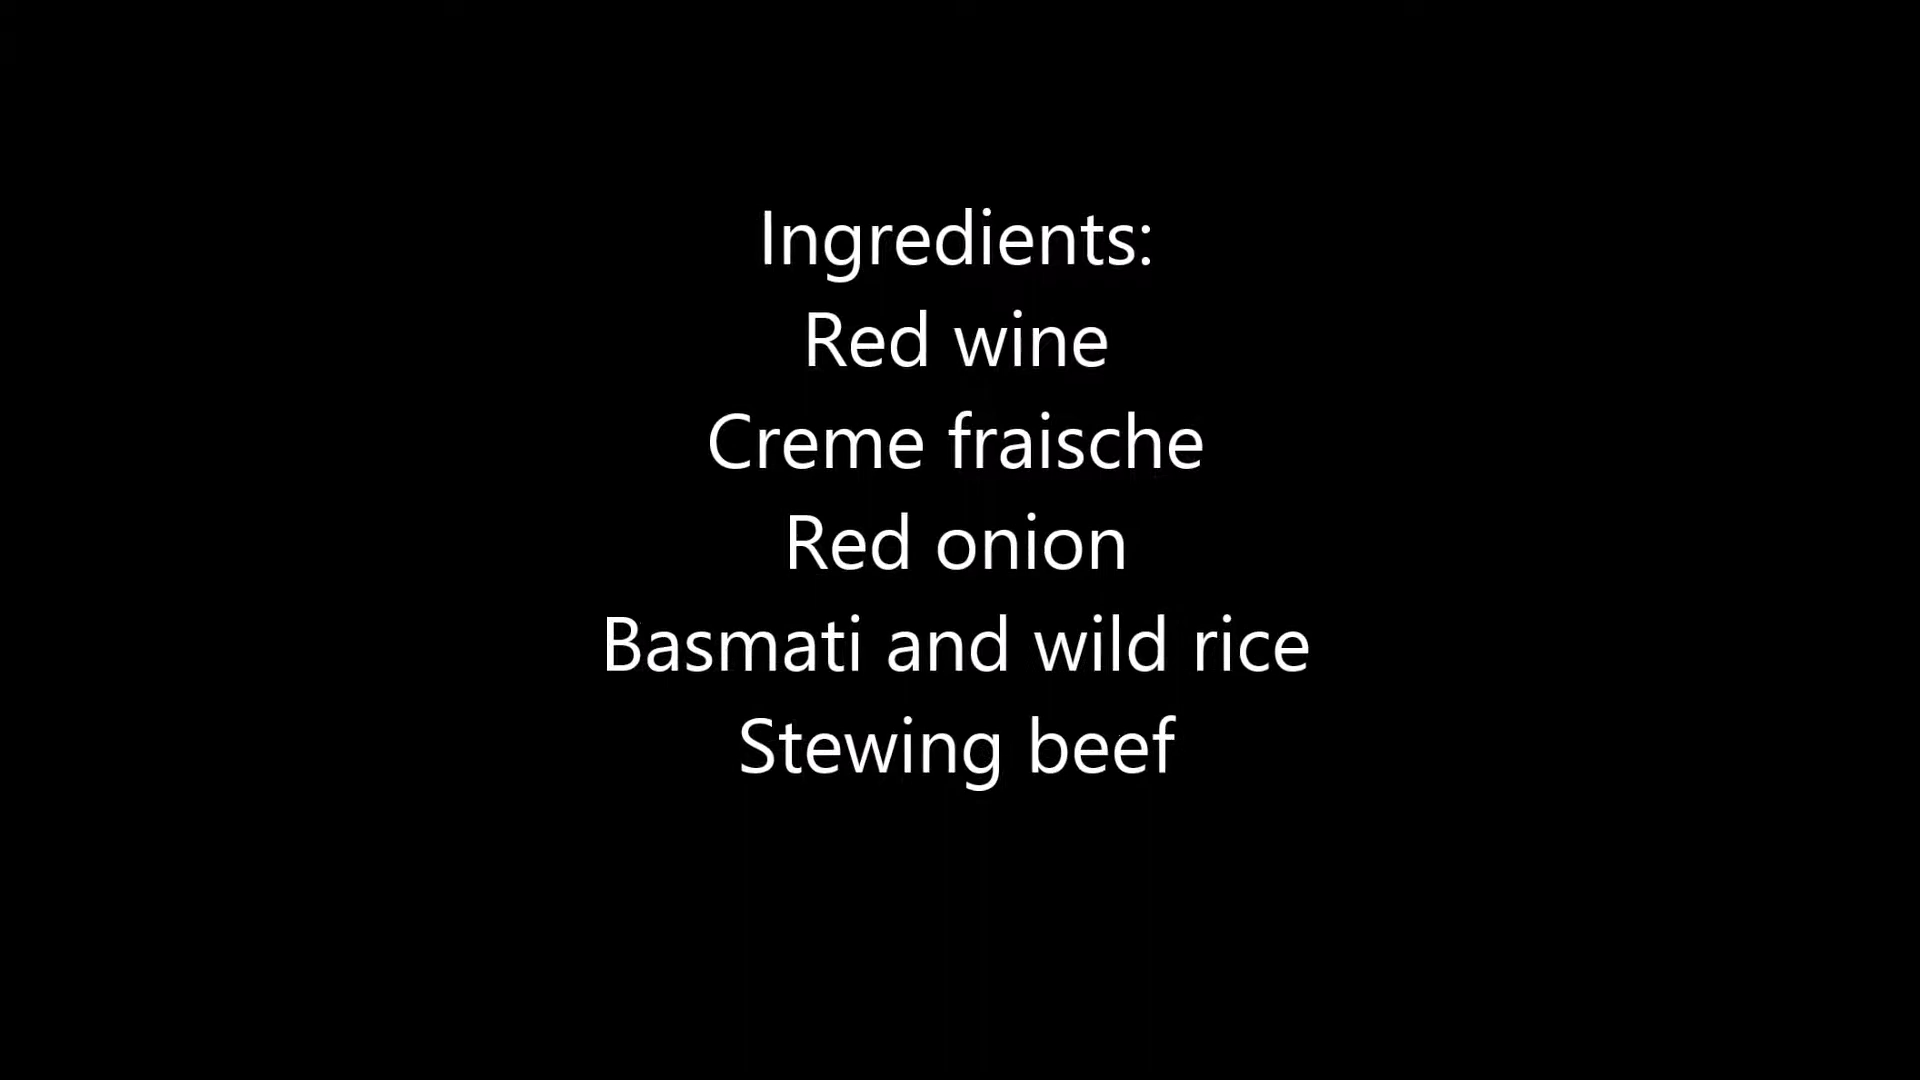 Ingredients:
Red wine
Creme fraische
Red onion
Basmati and wild rice
Stewing beef